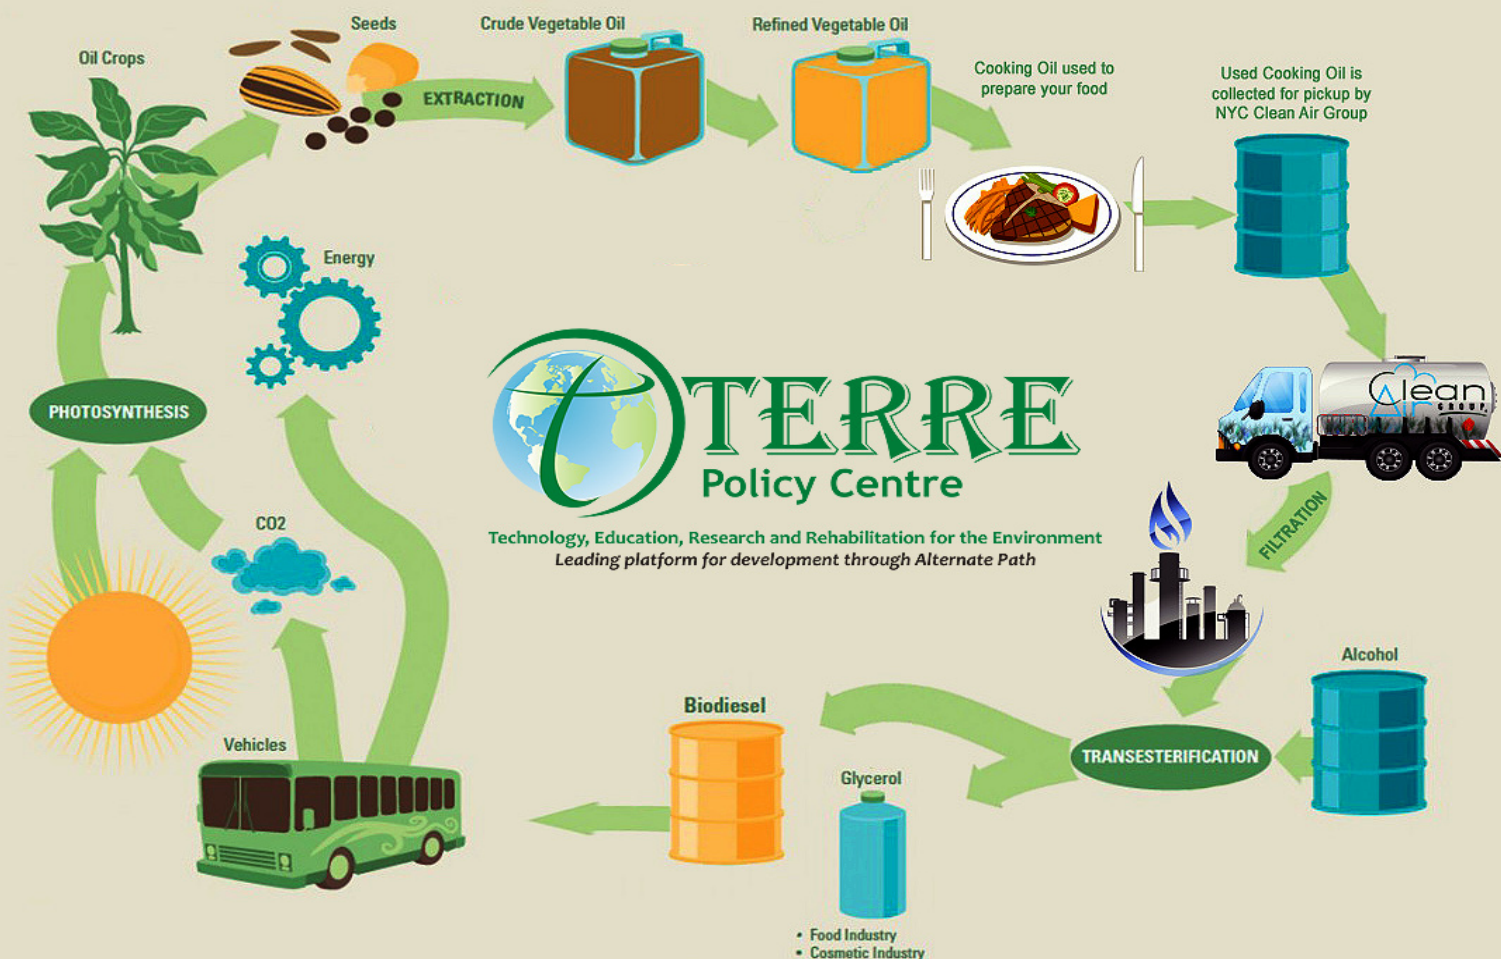 Seeds
Crude Vegetable Oil
Refined Vegetable Oil
Oil Crops
Cooking Oil used to
prepare your food
Used Cooking Oil is
collected for pickup by
NYC Clean Air Group
EXTRACTION
Energy
PHOTOSYNTHESIS
TERRE
Policy Centre
Technology, Education, Research and Rehabilitation for the Environment
Leading platform for development through Alternate Path
Clean
Air
GROUP
FILTRATION
CO2
Alcohol
TRANSESTERIFICATION
Biodiesel
Glycerol
Vehicles
• Food Industry
• Cosmetic Industry